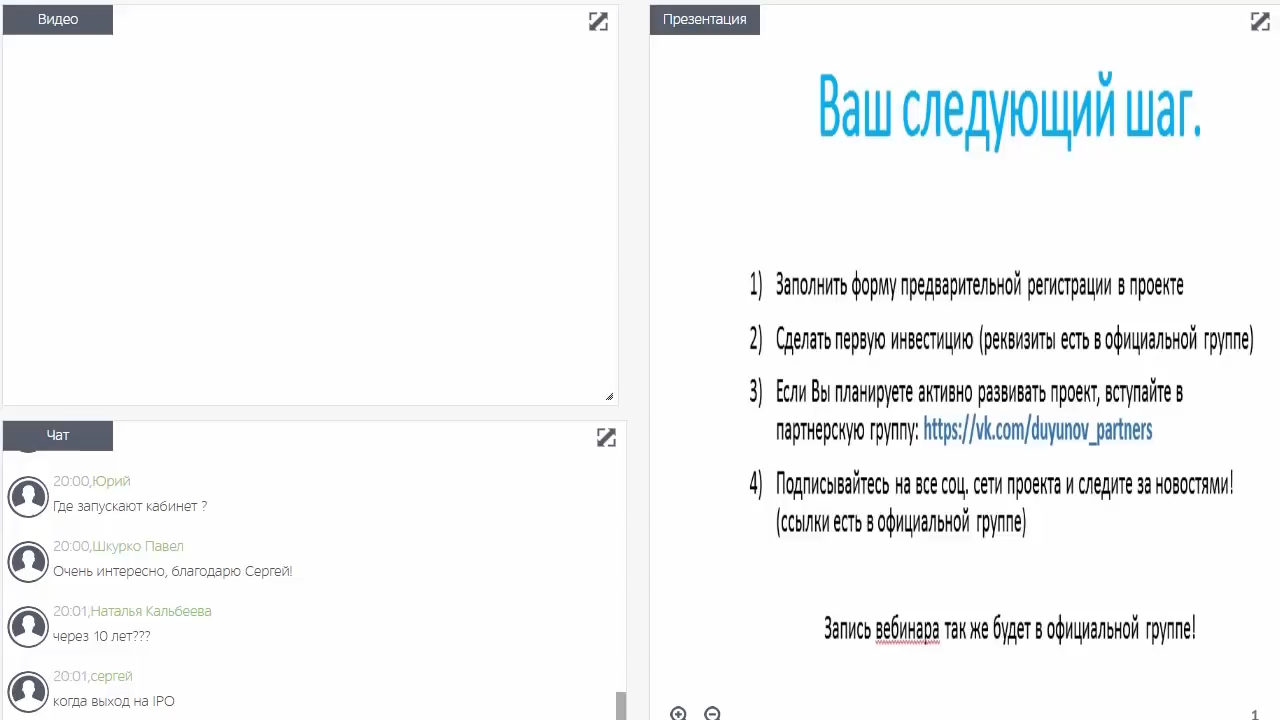 Видео
Чат
20:00,Юрий
Где запускают кабинет ?
20:00,Шкурко Павел
Очень интересно, благодарю Сергей!
20:01,Наталья Кальбеева
через 10 лет???
20:01,сергей
когда выход на IPO
Презентация
Ваш следующий шаг.
1) Заполнить форму предварительной регистрации в проекте
2) Сделать первую инвестицию (реквизиты есть в официальной группе)
3) Если Вы планируете активно развивать проект, вступайте в
партнерскую группу: https://vk.com/duyunov_partners
4) Подписывайтесь на все соц. сети проекта и следите за новостями!
(ссылки есть в официальной группе)
Запись вебинара так же будет в официальной группе!
1